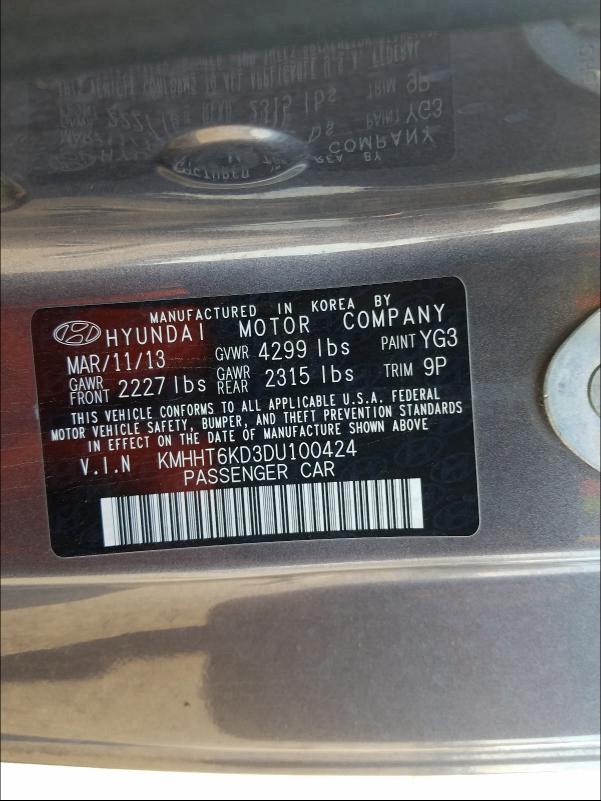 MANUFACTURED IN KOREA BY
HYUNDAI MOTOR COMPANY
MAR/11/13 GVWR 4299 lbs PAINT YG3
GAWR FRONT 2227 lbs GAWR REAR 2315 lbs TRIM 9P
THIS VEHICLE CONFORMS TO ALL APPLICABLE U.S.A. FEDERAL
MOTOR VEHICLE SAFETY, BUMPER, AND THEFT PREVENTION STANDARDS
IN EFFECT ON THE DATE OF MANUFACTURE SHOWN ABOVE
V.I.N KMHHT6KD3DU100424
PASSENGER CAR